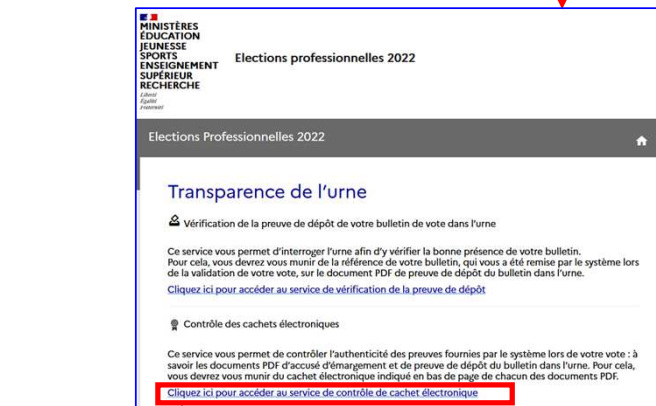 MINISTÈRES
ÉDUCATION
JEUNESSE
SPORTS
ENSEIGNEMENT
SUPÉRIEUR
RECHERCHE
Liberté
Égalité
Fraternité
Elections professionnelles 2022
Elections Professionnelles 2022
Transparence de l'urne
Vérification de la preuve de dépôt de votre bulletin de vote dans l'urne
Ce service vous permet d'interroger l'urne afin d'y vérifier la bonne présence de votre bulletin.
Pour cela, vous devrez vous munir de la référence de votre bulletin, qui vous a été remise par le système lors
de la validation de votre vote, sur le document PDF de preuve de dépôt du bulletin dans l'urne.
Cliquez ici pour accéder au service de vérification de la preuve de dépôt
Contrôle des cachets électroniques
Ce service vous permet de contrôler l'authenticité des preuves fournies par le système lors de votre vote : à
savoir les documents PDF d'accusé d'émargement et de preuve de dépôt du bulletin dans l'urne. Pour cela,
vous devrez vous munir du cachet électronique indiqué en bas de page de chacun des documents PDF.
Cliquez ici pour accéder au service de contrôle de cachet électronique